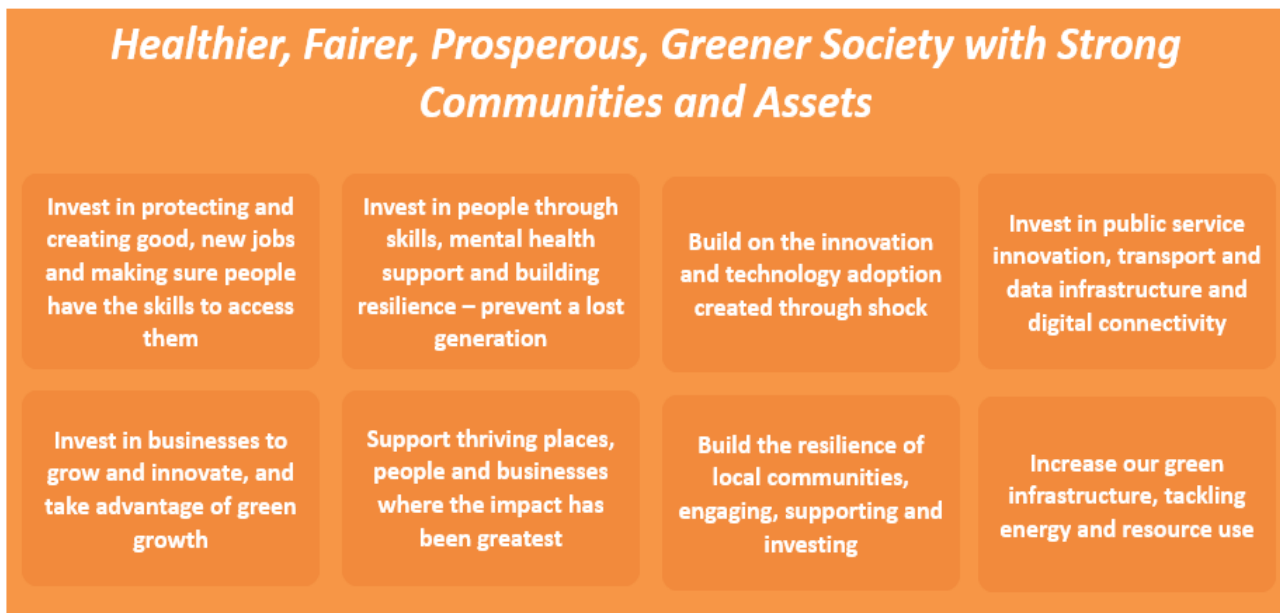 Healthier, Fairer, Prosperous, Greener Society with Strong
Communities and Assets
Invest in protecting and
creating good, new jobs
and making sure people
have the skills to access
them
Invest in people through
skills, mental health
support and building
resilience – prevent a lost
generation
Build on the innovation
and technology adoption
created through shock
Invest in public service
innovation, transport and
data infrastructure and
digital connectivity
Invest in businesses to
grow and innovate, and
take advantage of green
growth
Support thriving places,
people and businesses
where the impact has
been greatest
Build the resilience of
local communities,
engaging, supporting and
investing
Increase our green
infrastructure, tackling
energy and resource use